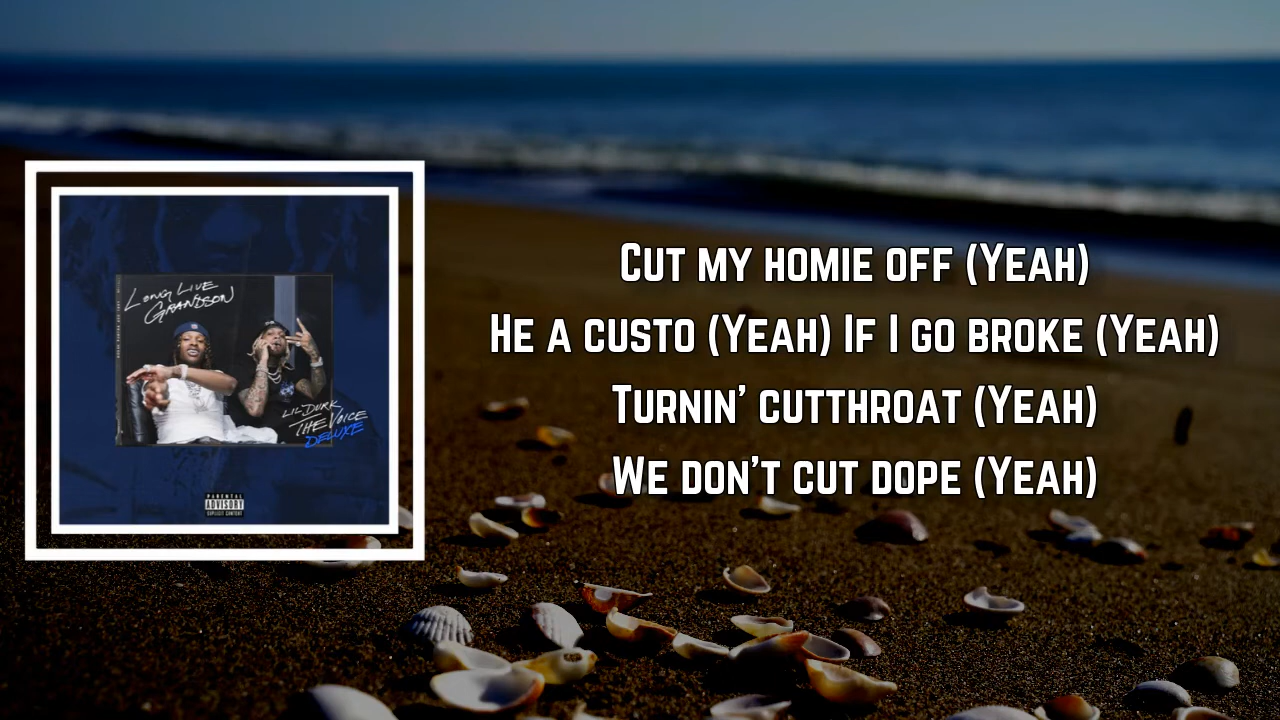 Long Live
Grandson
Lil Durk
The Voice
Deluxe
PARENTAL
ADVISORY
EXPLICIT CONTENT
Cut my homie off (Yeah)
He a custo (Yeah) If I go broke (Yeah)
Turnin' cutthroat (Yeah)
We don't cut dope (Yeah)